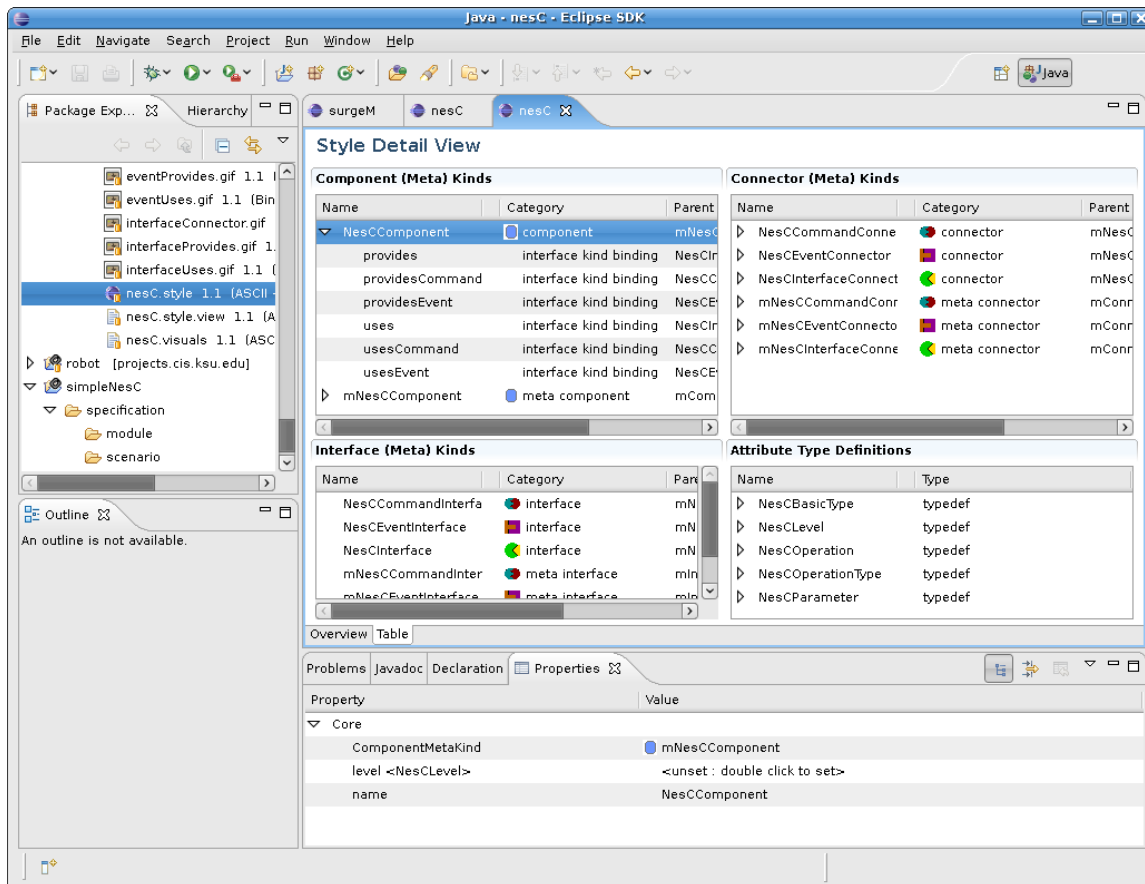 Java - nesC - Eclipse SDK
File Edit Navigate Search Project Run Window Help
Java
Package Exp... Hierarchy
eventProvides.gif 1.1
eventUses.gif 1.1 (Bin
interfaceConnector.gif
interfaceProvides.gif 1.
interfaceUses.gif 1.1 (
nesC.style 1.1 (ASCII -
nesC.style.view 1.1 (A
nesC.visuals 1.1 (ASC
robot [projects.cis.ksu.edu]
simpleNesC
specification
module
scenario
Outline
An outline is not available.
surgeM nesC nesC
Style Detail View
Component (Meta) Kinds
Name Category Parent
NesCComponent component mNesC
provides interface kind binding NesCIn
providesCommand interface kind binding NesCC
providesEvent interface kind binding NesCE
uses interface kind binding NesCIn
usesCommand interface kind binding NesCC
usesEvent interface kind binding NesCE
mNesCComponent meta component mCom
Connector (Meta) Kinds
Name Category Parent
NesCCommandConne connector mNesC
NesCEventConnector connector mNesC
NesCInterfaceConnect connector mNesC
mNesCCommandConr meta connector mConr
mNesCEventConnecto meta connector mConr
mNesCInterfaceConne meta connector mConr
Interface (Meta) Kinds
Name Category Pare
NesCCommandInterfa interface mN
NesCEventInterface interface mN
NesCInterface interface mN
mNesCCommandInter meta interface mIn
mNesCEventInterface meta interface mIn
Attribute Type Definitions
Name Type
NesCBasicType typedef
NesCLevel typedef
NesCOperation typedef
NesCOperationType typedef
NesCParameter typedef
Overview Table
Problems Javadoc Declaration Properties
Property Value
Core
ComponentMetaKind mNesCComponent
level <NesCLevel> <unset : double click to set>
name NesCComponent